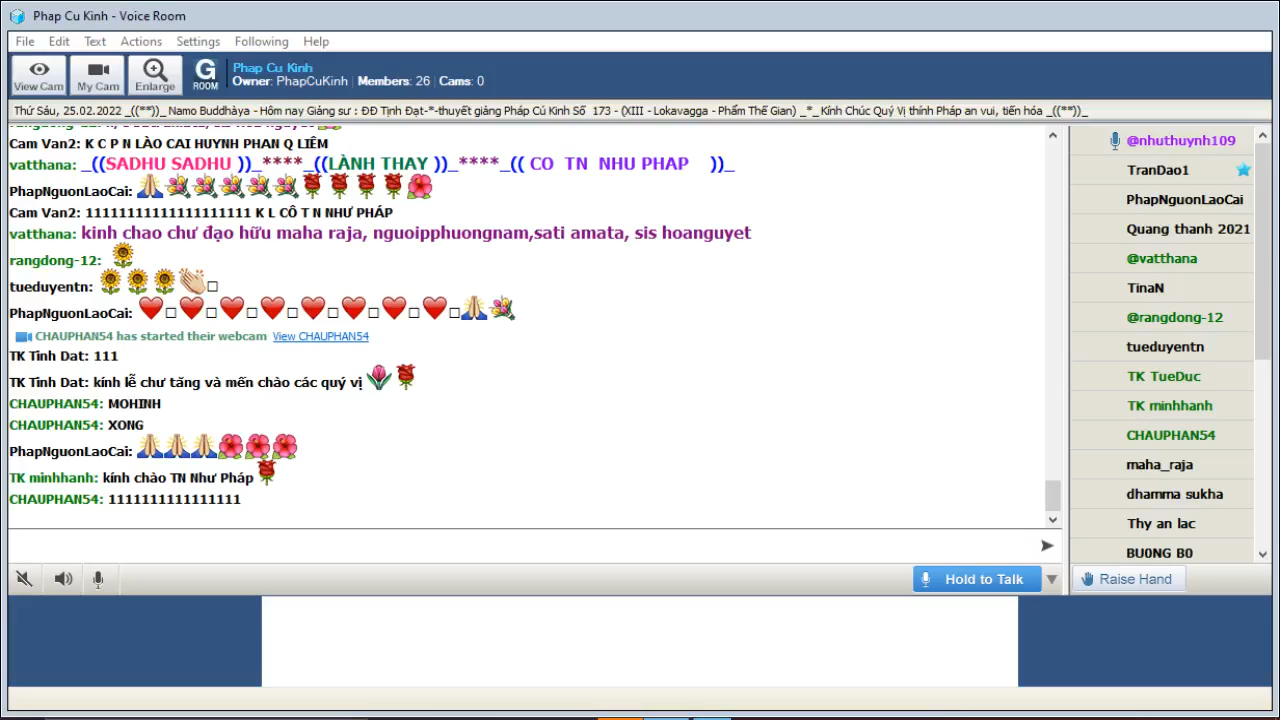 Phap Cu Kinh - Voice Room
File Edit Text Actions Settings Following Help
View Cam My Cam Enlarge G ROOM
Phap Cu Kinh
Owner: PhapCuKinh | Members: 26 | Cams: 0
Thứ Sáu, 25.02.2022 _((**))_ Namo Buddhàya - Hôm nay Giảng sư : ĐĐ Tịnh Đạt-*-thuyết giảng Pháp Cú Kinh Số 173 - (XIII - Lokavagga - Phẩm Thế Gian) _*_ Kính Chúc Quý Vị thính Pháp an vui, tiến hóa _((**))_
Cam Van2: K C P N LÀO CAI HUYNH PHAN Q LIÊM
vatthana: _((SADHU SADHU ))_****_((LÀNH THAY ))_****_(( CO TN NHU PHAP ))_
PhapNguonLaoCai:
Cam Van2: 11111111111111111111 K L CÔ T N NHƯ PHÁP
vatthana: kinh chao chư đạo hữu maha raja, nguoipphuongnam,sati amata, sis hoanguyet
rangdong-12:
tueduyentn:
PhapNguonLaoCai:
CHAUPHAN54 has started their webcam View CHAUPHAN54
TK Tinh Dat: 111
TK Tinh Dat: kính lễ chư tăng và mến chào các quý vị
CHAUPHAN54: MOHINH
CHAUPHAN54: XONG
PhapNguonLaoCai:
TK minhhanh: kính chào TN Như Pháp
CHAUPHAN54: 1111111111111111
@nhuthuynh109
TranDao1
PhapNguonLaoCai
Quang thanh 2021
@vatthana
TinaN
@rangdong-12
tueduyentn
TK TueDuc
TK minhhanh
CHAUPHAN54
maha_raja
dhamma sukha
Thy an lac
BU0NG B0
Hold to Talk
Raise Hand